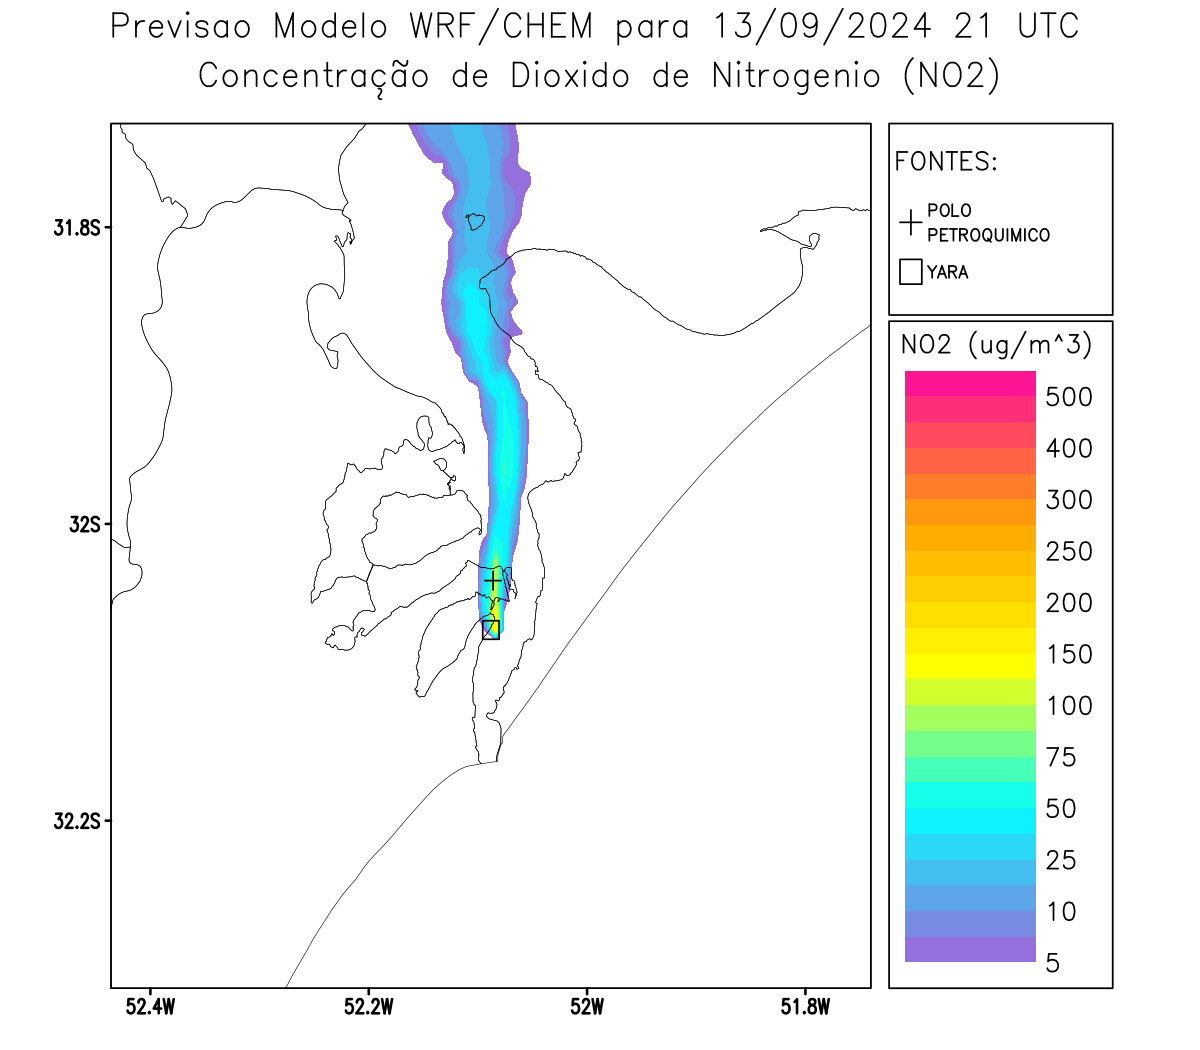 Previsao Modelo WRF/CHEM para 13/09/2024 21 UTC
Concentração de Dioxido de Nitrogenio (NO2)
FONTES:
POLO
PETROQUIMICO
YARA
NO2 (ug/m^3)
500
400
300
250
200
150
100
75
50
25
10
5
31.8S
32S
32.2S
52.4W
52.2W
52W
51.8W